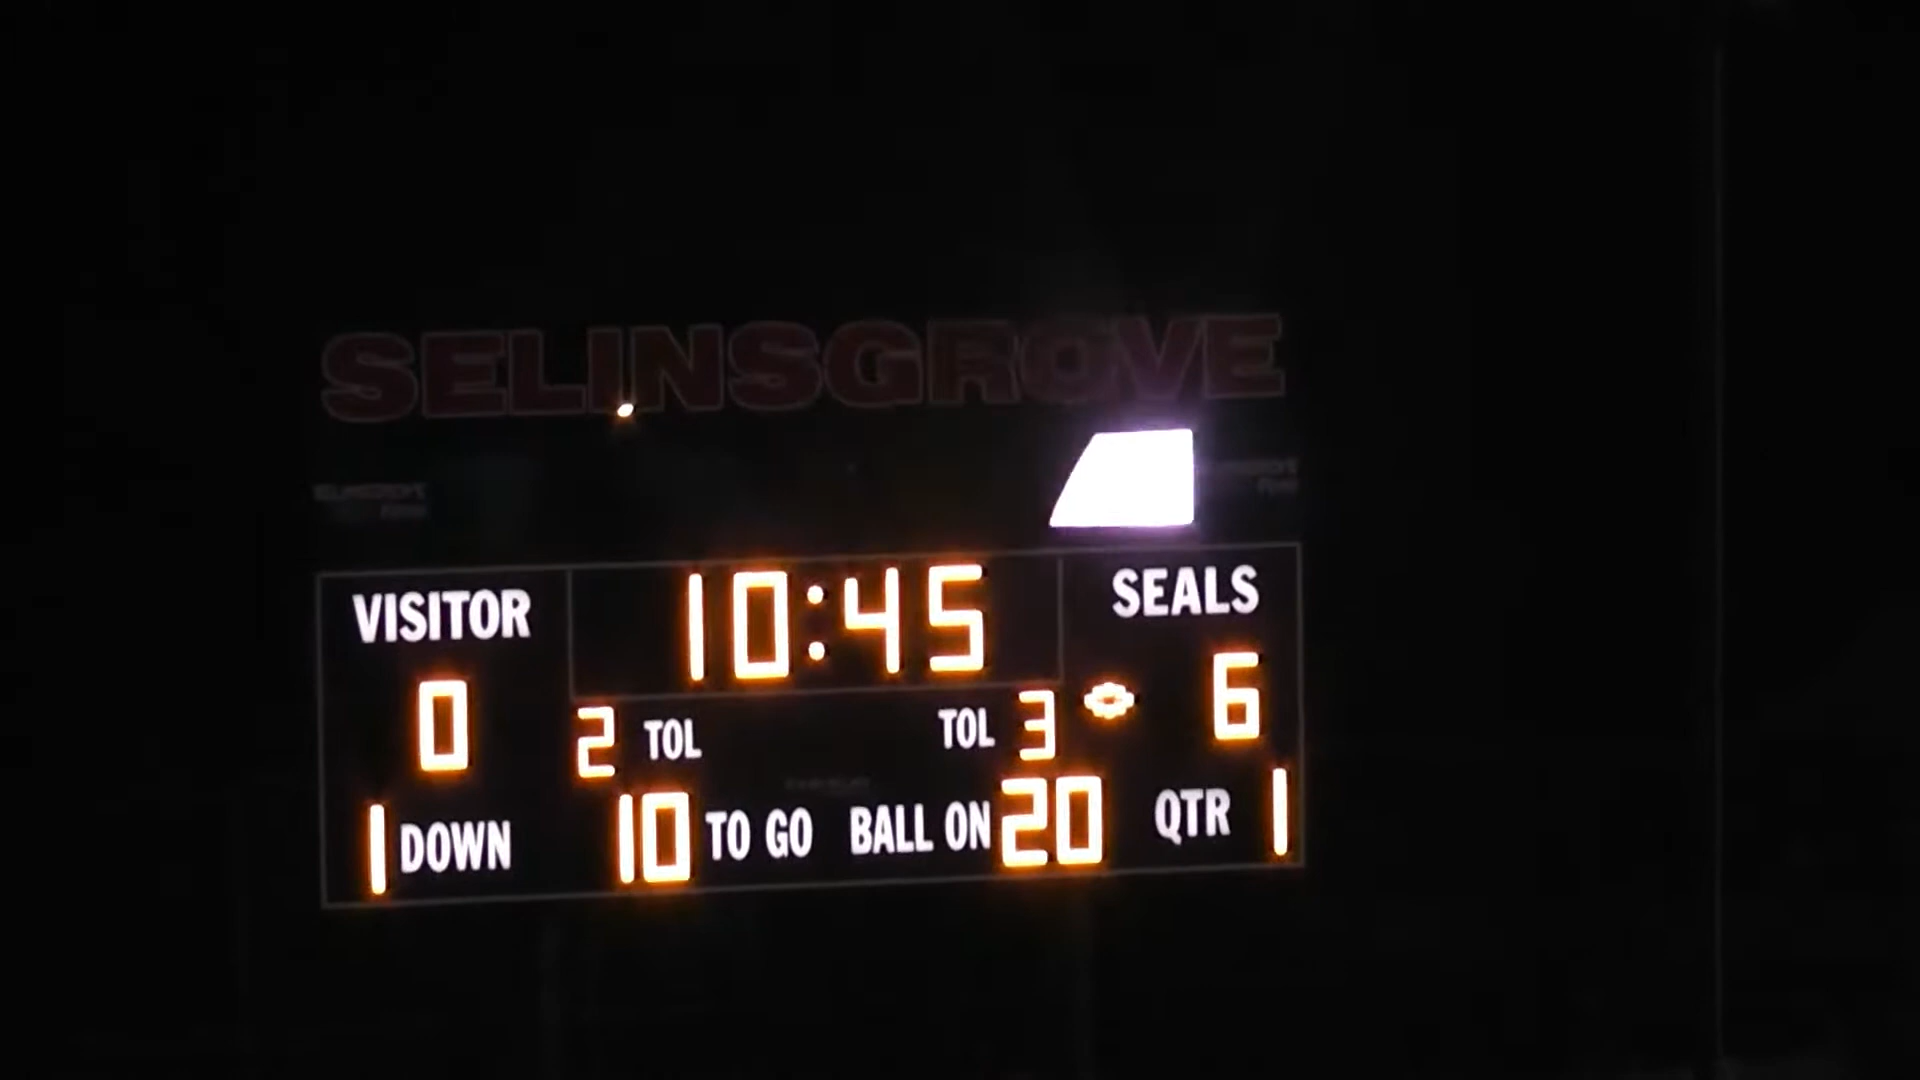 SELINSGROVE
VISITOR 10:45 SEALS
0 2 TOL TOL 3 6
1 DOWN 10 TO GO BALL ON 20 QTR 1